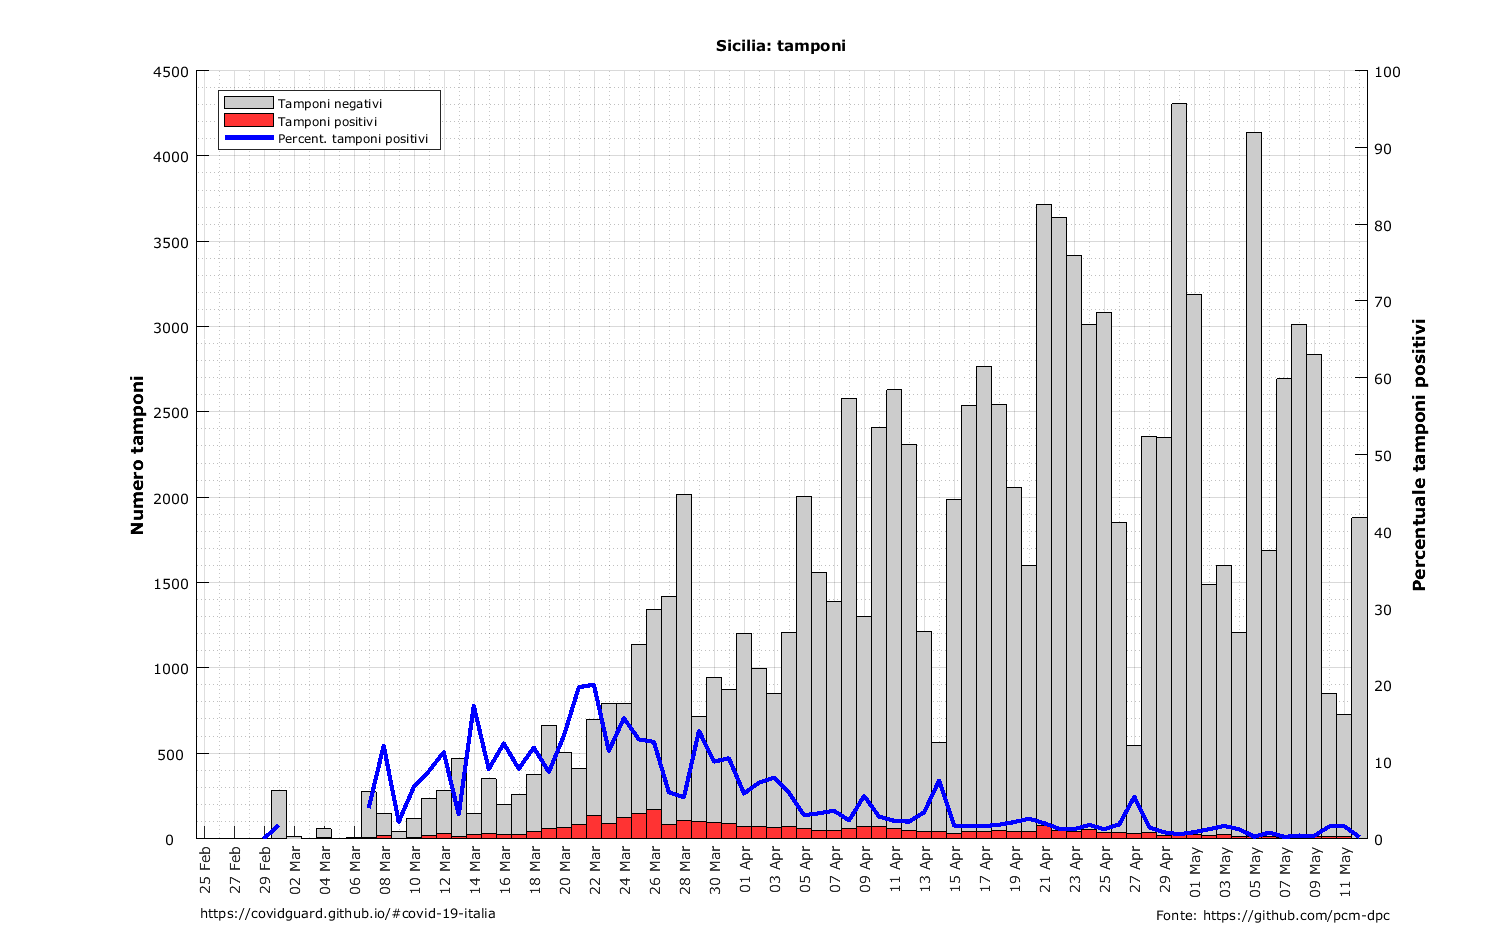 Sicilia: tamponi
Tamponi negativi
Tamponi positivi
Percent. tamponi positivi
Numero tamponi
4500
4000
3500
3000
2500
2000
1500
1000
500
0
100
90
80
70
60
50
40
30
20
10
0
Percentuale tamponi positivi
25 Feb
27 Feb
29 Feb
02 Mar
04 Mar
06 Mar
08 Mar
10 Mar
12 Mar
14 Mar
16 Mar
18 Mar
20 Mar
22 Mar
24 Mar
26 Mar
28 Mar
30 Mar
01 Apr
03 Apr
05 Apr
07 Apr
09 Apr
11 Apr
13 Apr
15 Apr
17 Apr
19 Apr
21 Apr
23 Apr
25 Apr
27 Apr
29 Apr
01 May
03 May
05 May
07 May
09 May
11 May
https://covidguard.github.io/#covid-19-italia
Fonte: https://github.com/pcm-dpc